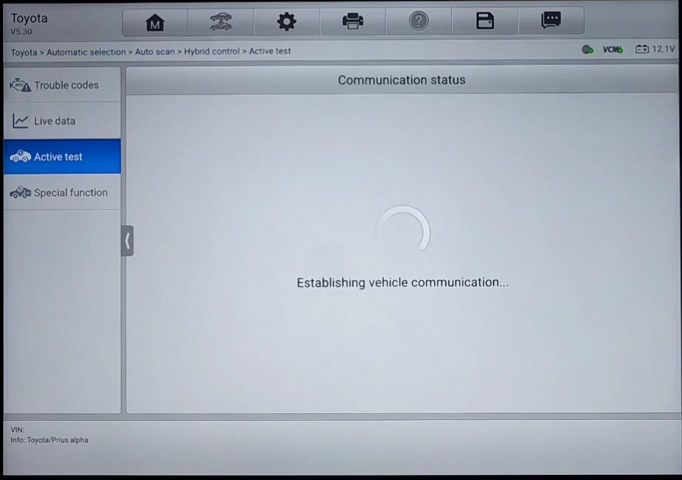 Toyota
V5.30
M
?
Toyota > Automatic selection > Auto scan > Hybrid control > Active test
VCMI
12.1V
Trouble codes
Communication status
Live data
Active test
Special function
Establishing vehicle communication...
VIN:
Info: Toyota/Prius alpha